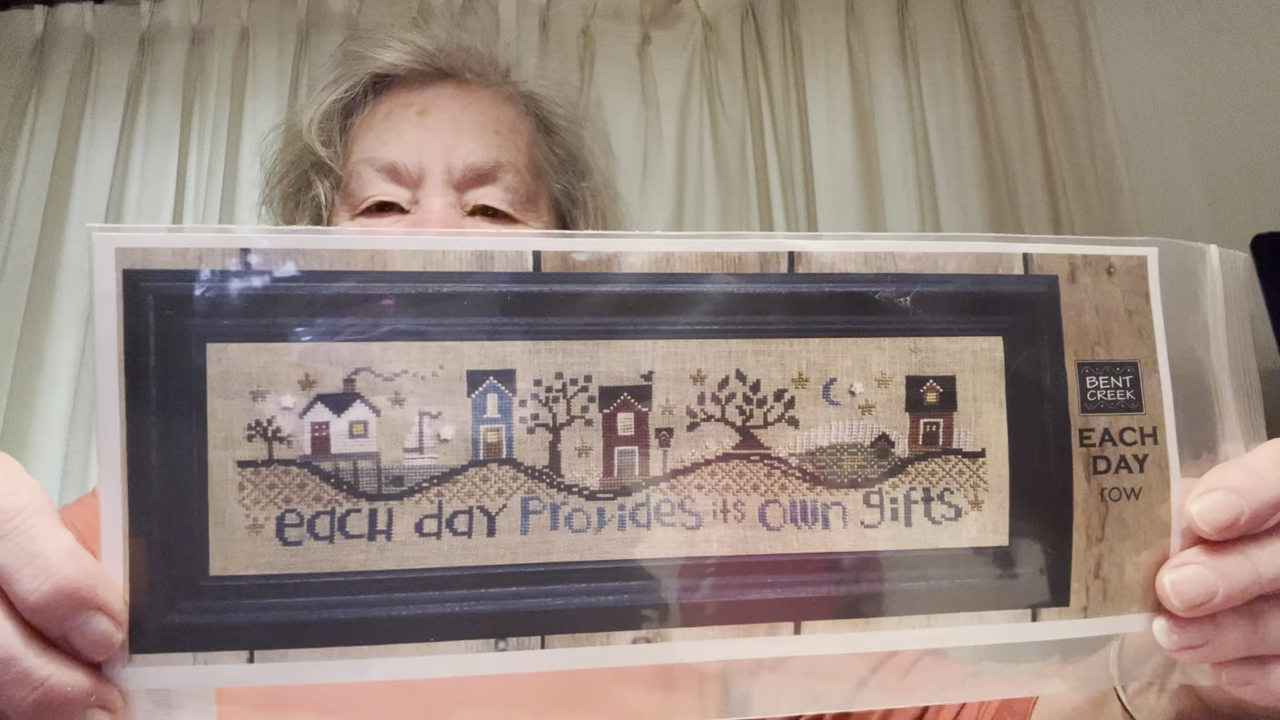 each day Provides its own gifts
BENT
CREEK
EACH
DAY
row